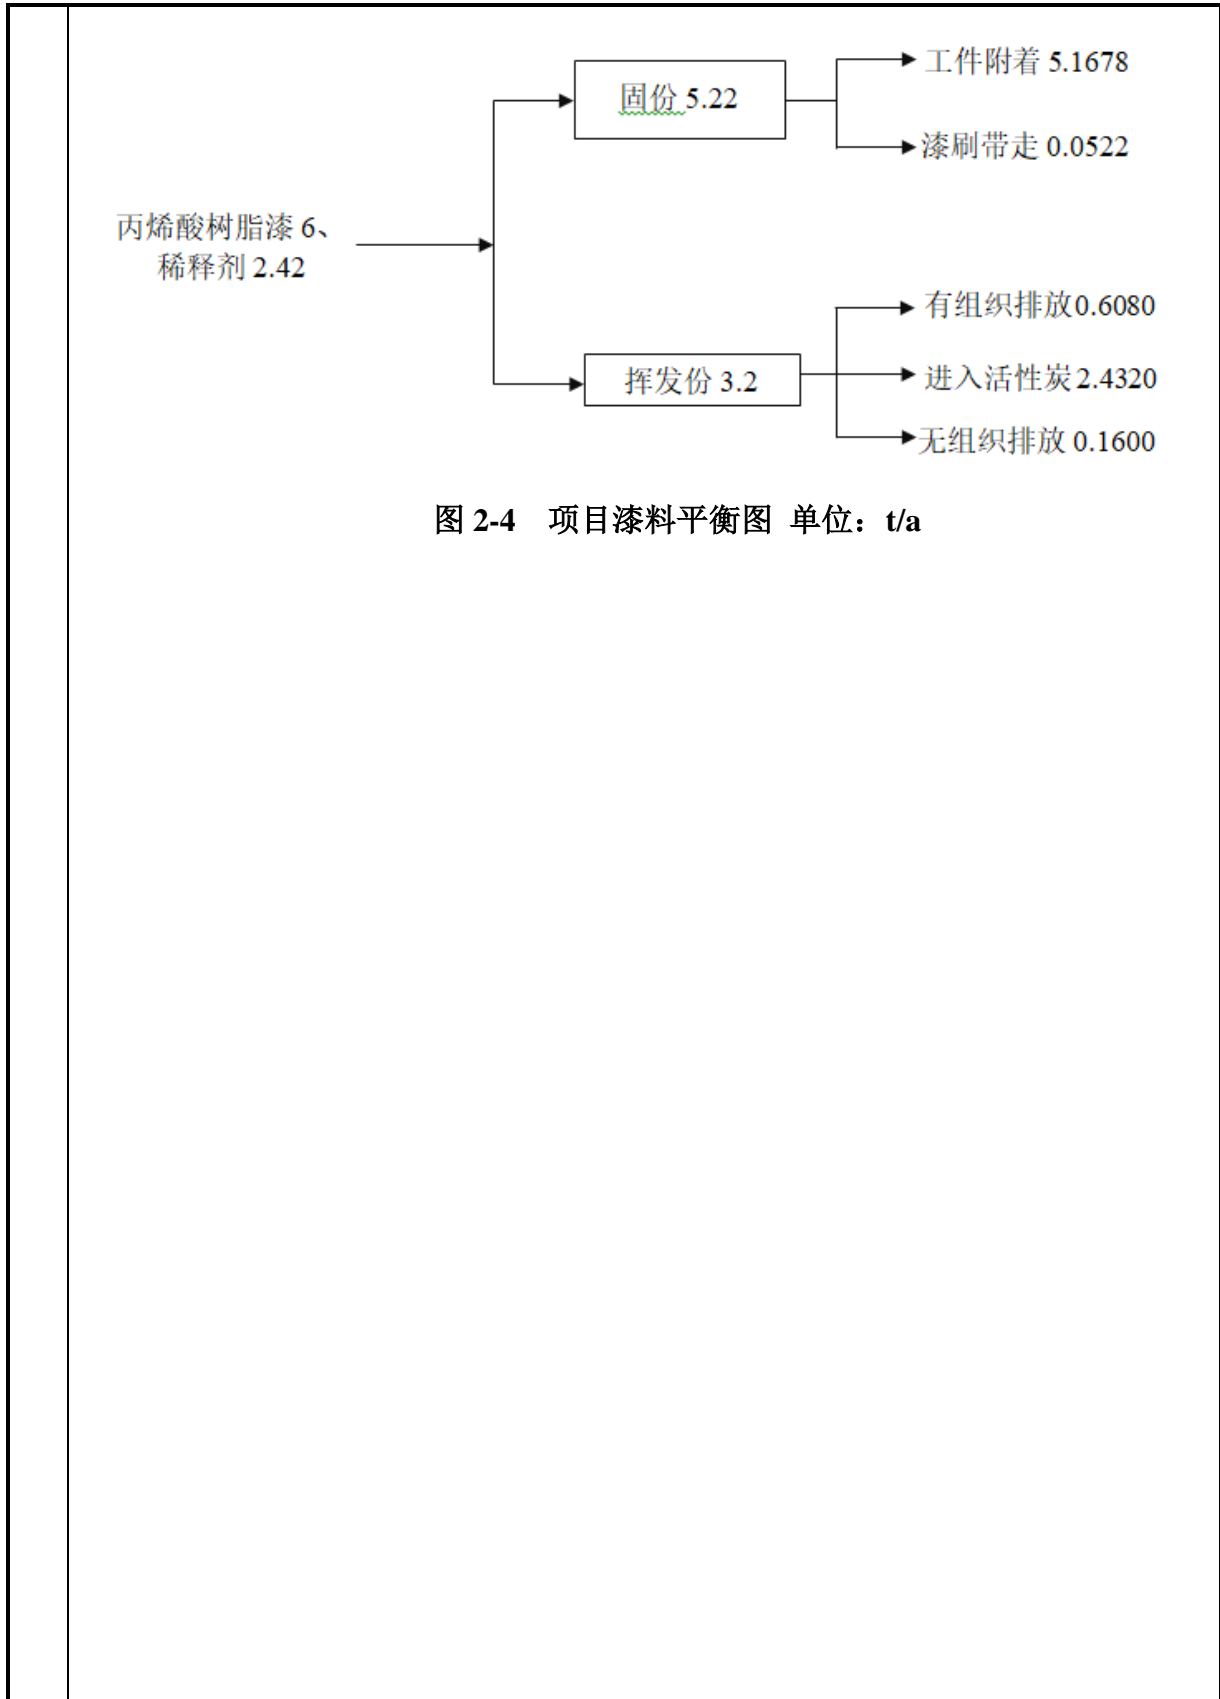 工件附着 5.1678
固份 5.22
漆刷带走 0.0522
丙烯酸树脂漆 6、
稀释剂 2.42
有组织排放0.6080
挥发份 3.2
进入活性炭2.4320
无组织排放 0.1600
图 2-4 项目漆料平衡图 单位：t/a